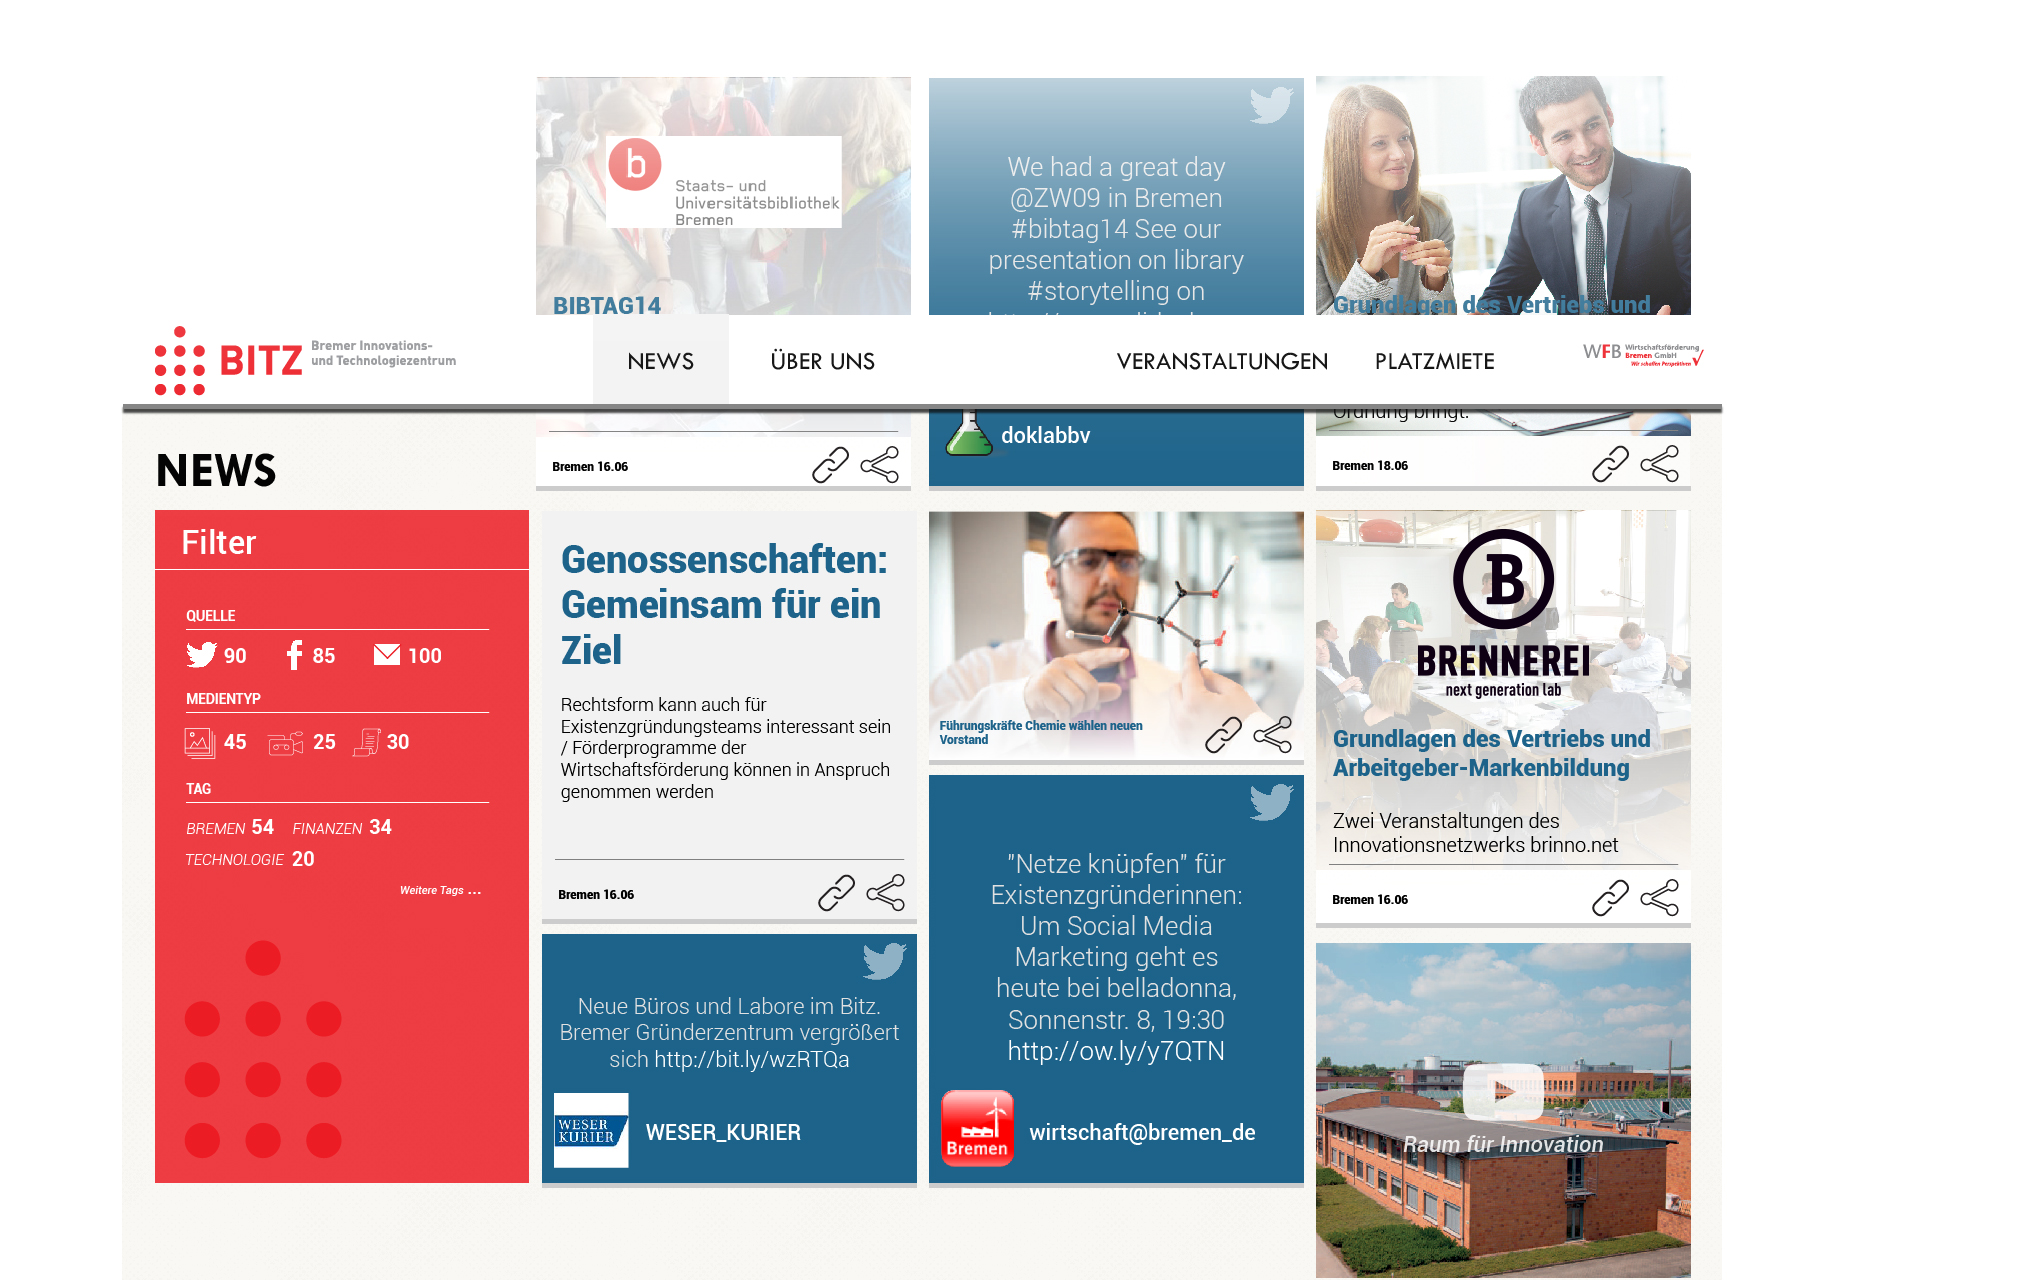 b
Staats- und
Universitätsbibliothek
Bremen
BIBTAG14
We had a great day
@ZW09 in Bremen
#bibtag14 See our
presentation on library
#storytelling on
Grundlagen des Vertriebs und
BITZ
Bremer Innovations-
und Technologiezentrum
NEWS
ÜBER UNS
VERANSTALTUNGEN
PLATZMIETE
WFB
Wirtschaftsförderung
Bremen GmbH
Wir schaffen Perspektiven
NEWS
Bremen 16.06
doklabbv
Ordnung bringt.
Bremen 18.06
Filter
QUELLE
90 85 100
MEDIENTYP
45 25 30
TAG
BREMEN 54 FINANZEN 34
TECHNOLOGIE 20
Weitere Tags ...
Genossenschaften:
Gemeinsam für ein
Ziel
Rechtsform kann auch für
Existenzgründungsteams interessant sein
/ Förderprogramme der
Wirtschaftsförderung können in Anspruch
genommen werden
Bremen 16.06
Neue Büros und Labore im Bitz.
Bremer Gründerzentrum vergrößert
sich http://bit.ly/wzRTQa
WESER
KURIER
WESER_KURIER
Führungskräfte Chemie wählen neuen
Vorstand
"Netze knüpfen" für
Existenzgründerinnen:
Um Social Media
Marketing geht es
heute bei belladonna,
Sonnenstr. 8, 19:30
http://ow.ly/y7QTN
Bremen
wirtschaft@bremen_de
B
BRENNEREI
next generation lab
Grundlagen des Vertriebs und
Arbeitgeber-Markenbildung
Zwei Veranstaltungen des
Innovationsnetzwerks brinno.net
Bremen 16.06
Raum für Innovation